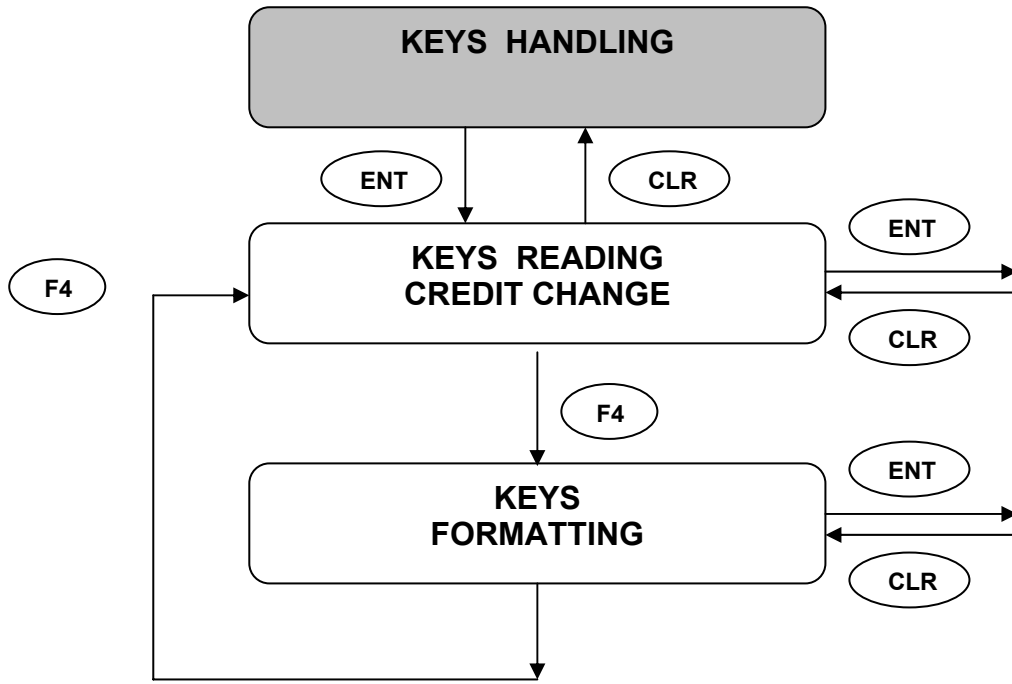 KEYS HANDLING
ENT
CLR
KEYS READING
CREDIT CHANGE
ENT
F4
CLR
F4
KEYS
FORMATTING
ENT
CLR